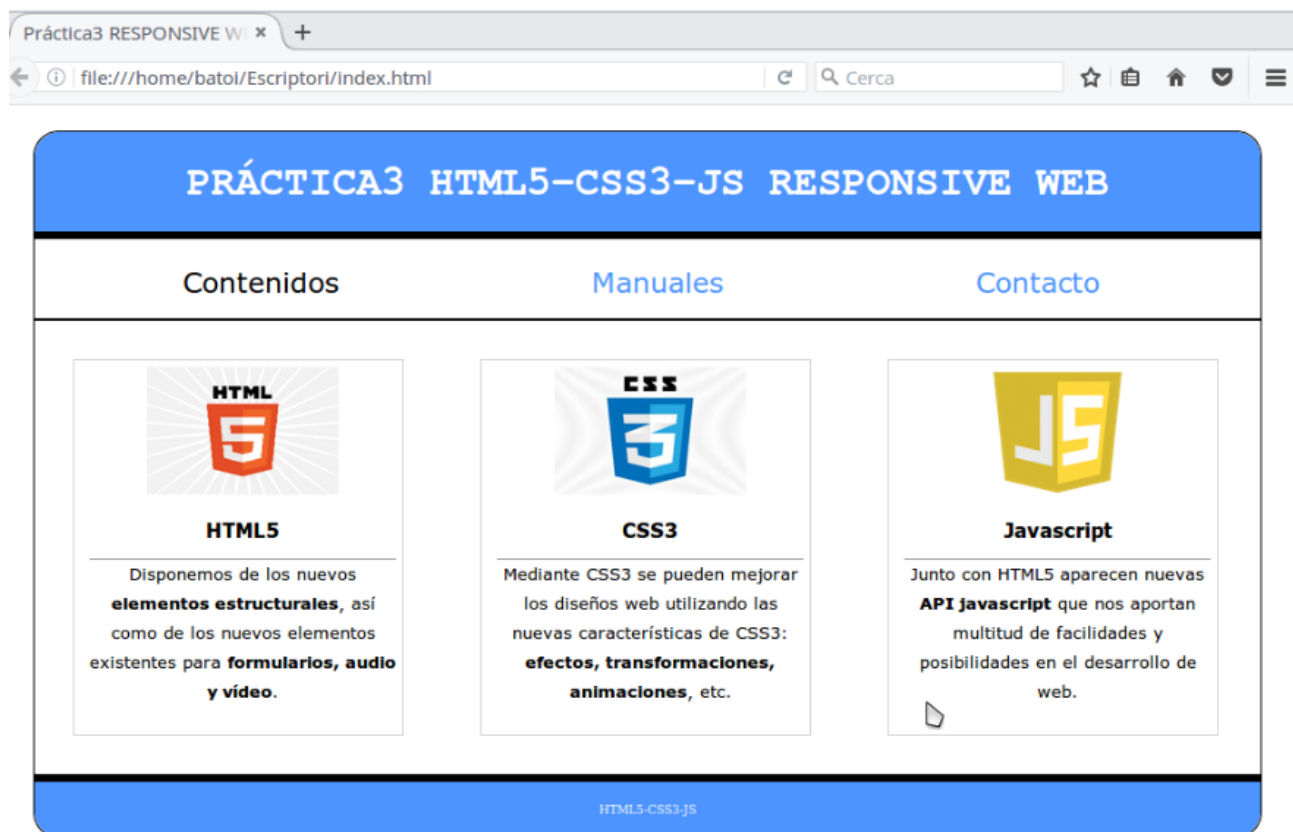 Práctica3 RESPONSIVE W
file:///home/batoi/Escriptori/index.html
Cerca
PRÁCTICA3 HTML5-CSS3-JS RESPONSIVE WEB
Contenidos Manuales Contacto
HTML
5
HTML5
Disponemos de los nuevos
elementos estructurales, así
como de los nuevos elementos
existentes para formularios, audio
y vídeo.
CSS
3
CSS3
Mediante CSS3 se pueden mejorar
los diseños web utilizando las
nuevas características de CSS3:
efectos, transformaciones,
animaciones, etc.
JS
Javascript
Junto con HTML5 aparecen nuevas
API javascript que nos aportan
multitud de facilidades y
posibilidades en el desarrollo de
web.
HTML5-CSS3-JS